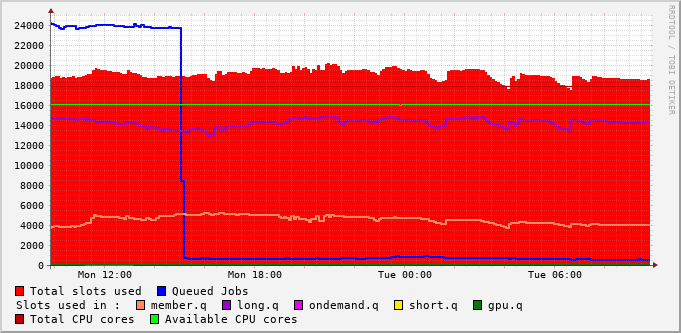 24000
22000
20000
18000
16000
14000
12000
10000
8000
6000
4000
2000
0
Mon 12:00 Mon 18:00 Tue 00:00 Tue 06:00
RRDTOOL / TOBI OETIKER
Total slots used Queued Jobs
Slots used in : member.q long.q ondemand.q short.q gpu.q
Total CPU cores Available CPU cores